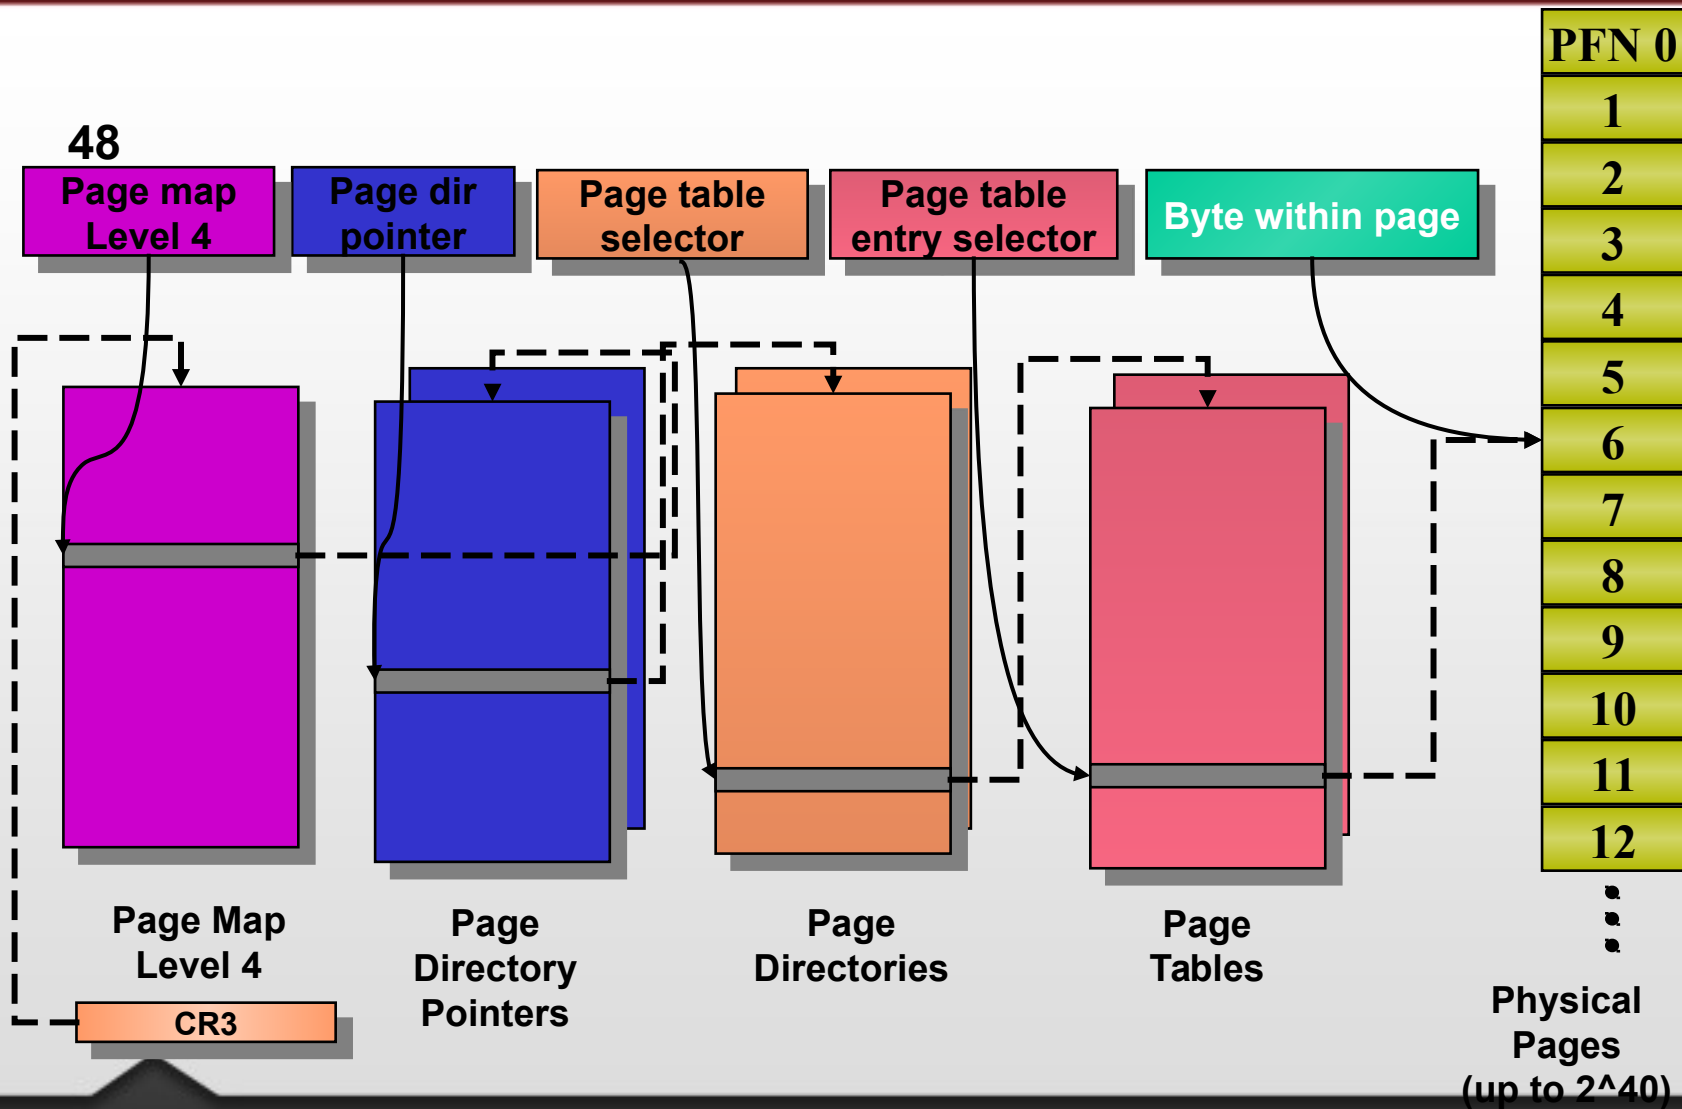 48
Page map
Level 4
Page dir
pointer
Page table
selector
Page table
entry selector
Byte within page
PFN 0
1
2
3
4
5
6
7
8
9
10
11
12
Page Map
Level 4
Page
Directory
Pointers
Page
Directories
Page
Tables
CR3
Physical
Pages
(up to 2^40)